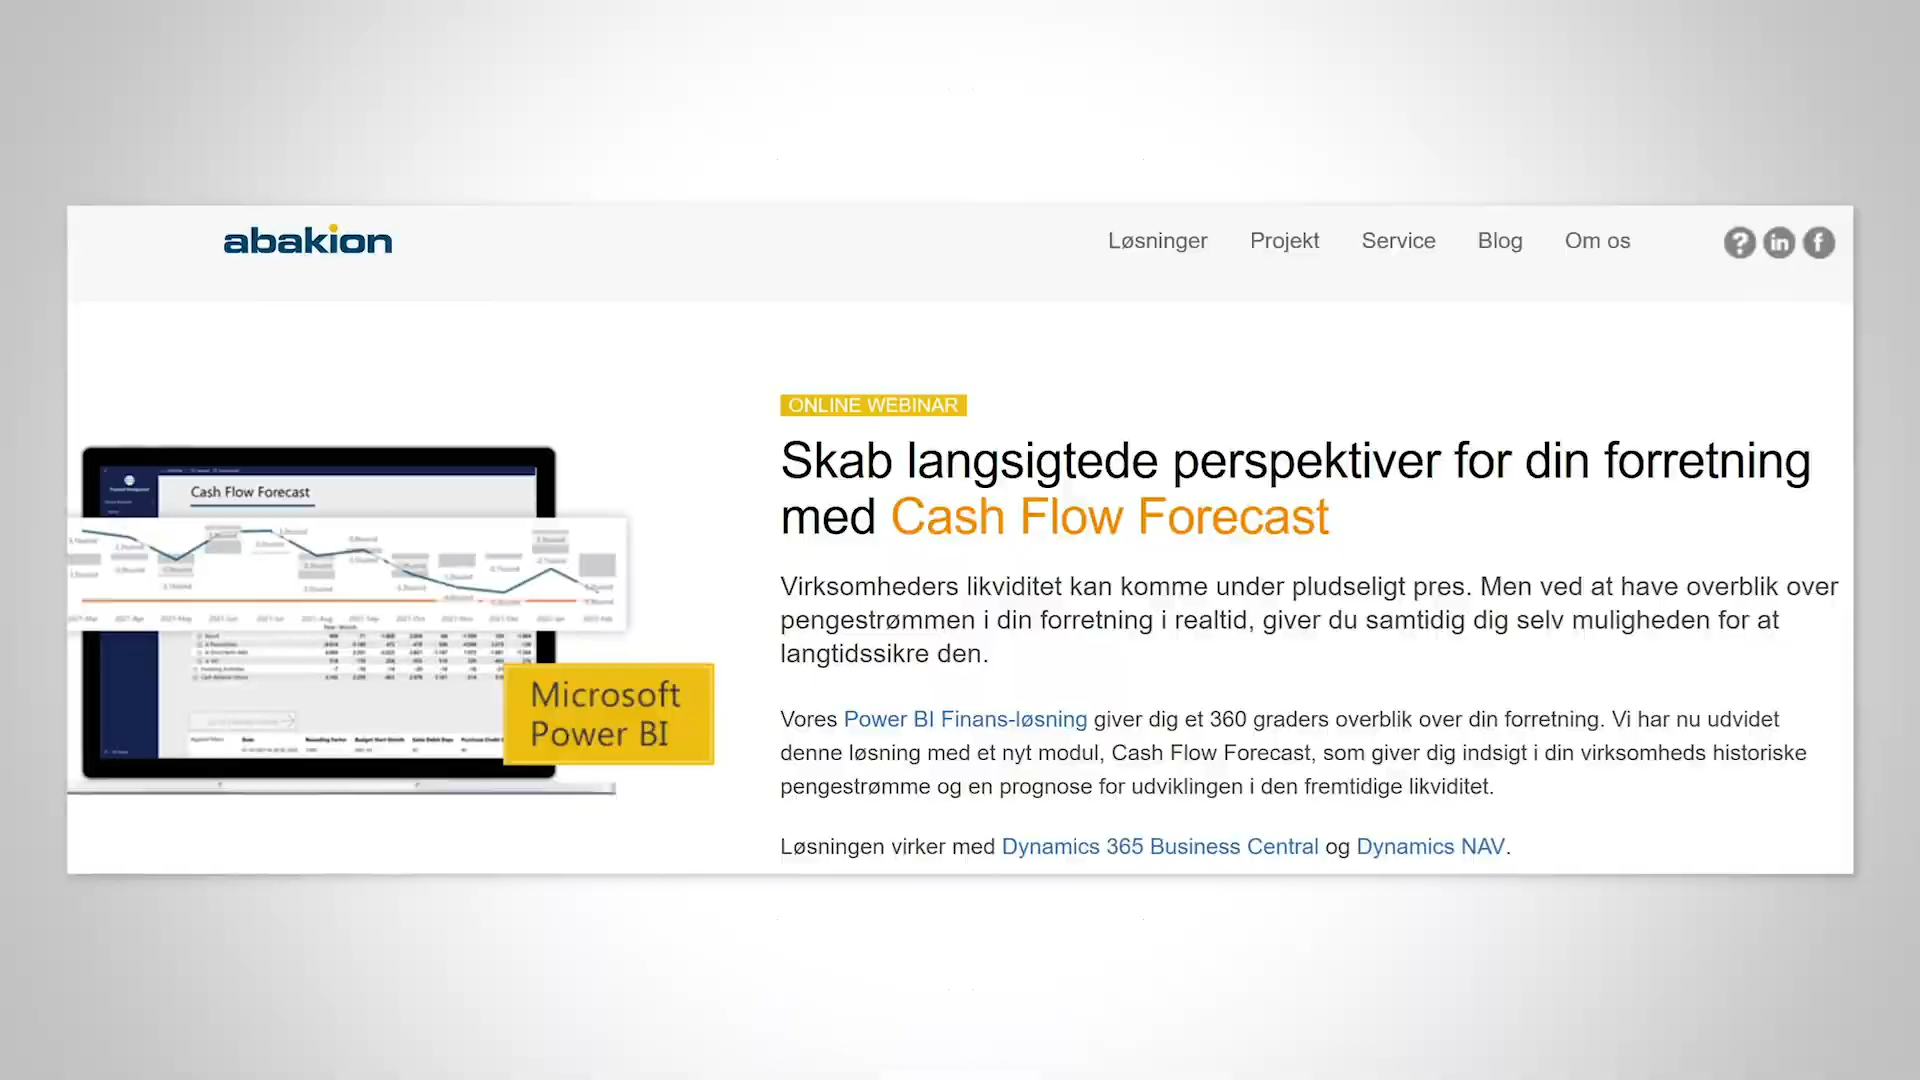 abakion
Løsninger Projekt Service Blog Om os
ONLINE WEBINAR
Skab langsigtede perspektiver for din forretning
med Cash Flow Forecast
Virksomheders likviditet kan komme under pludseligt pres. Men ved at have overblik over
pengestrømmen i din forretning i realtid, giver du samtidig dig selv muligheden for at
langtidssikre den.
Vores Power BI Finans-løsning giver dig et 360 graders overblik over din forretning. Vi har nu udvidet
denne løsning med et nyt modul, Cash Flow Forecast, som giver dig indsigt i din virksomheds historiske
pengestrømme og en prognose for udviklingen i den fremtidige likviditet.
Løsningen virker med Dynamics 365 Business Central og Dynamics NAV.
Cash Flow Forecast
Microsoft
Power BI